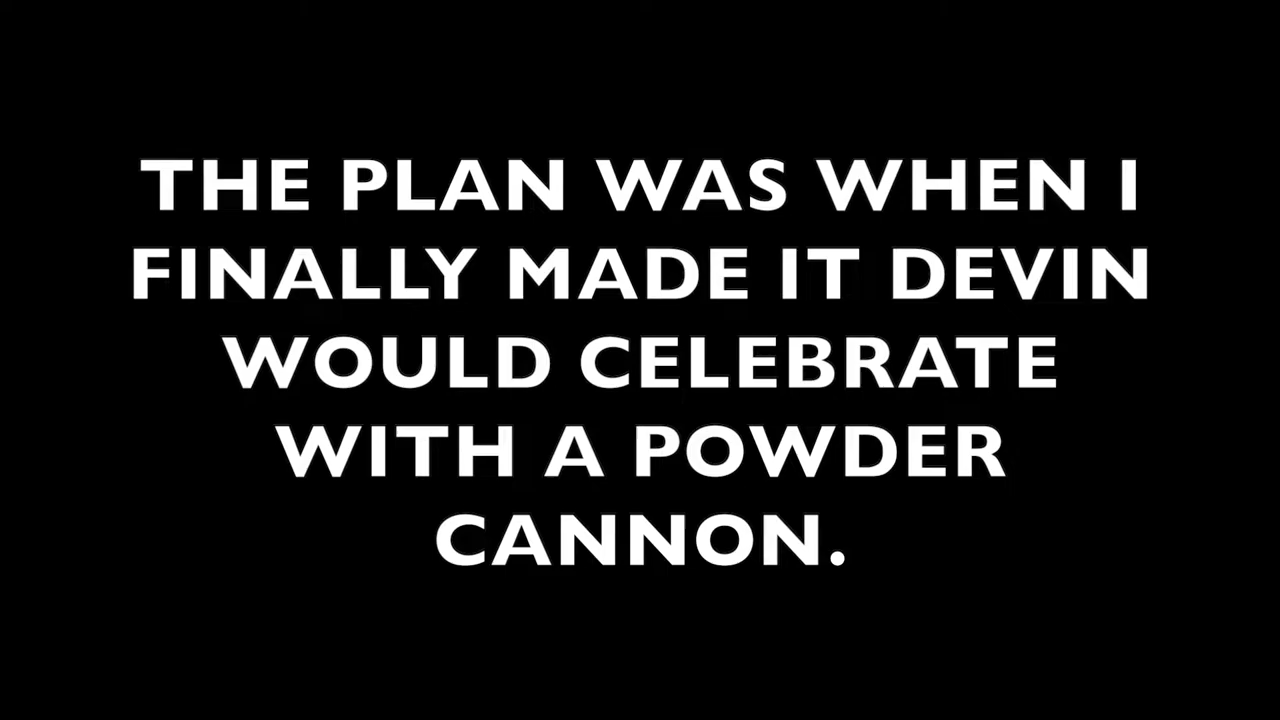 THE PLAN WAS WHEN I
FINALLY MADE IT DEVIN
WOULD CELEBRATE
WITH A POWDER
CANNON.